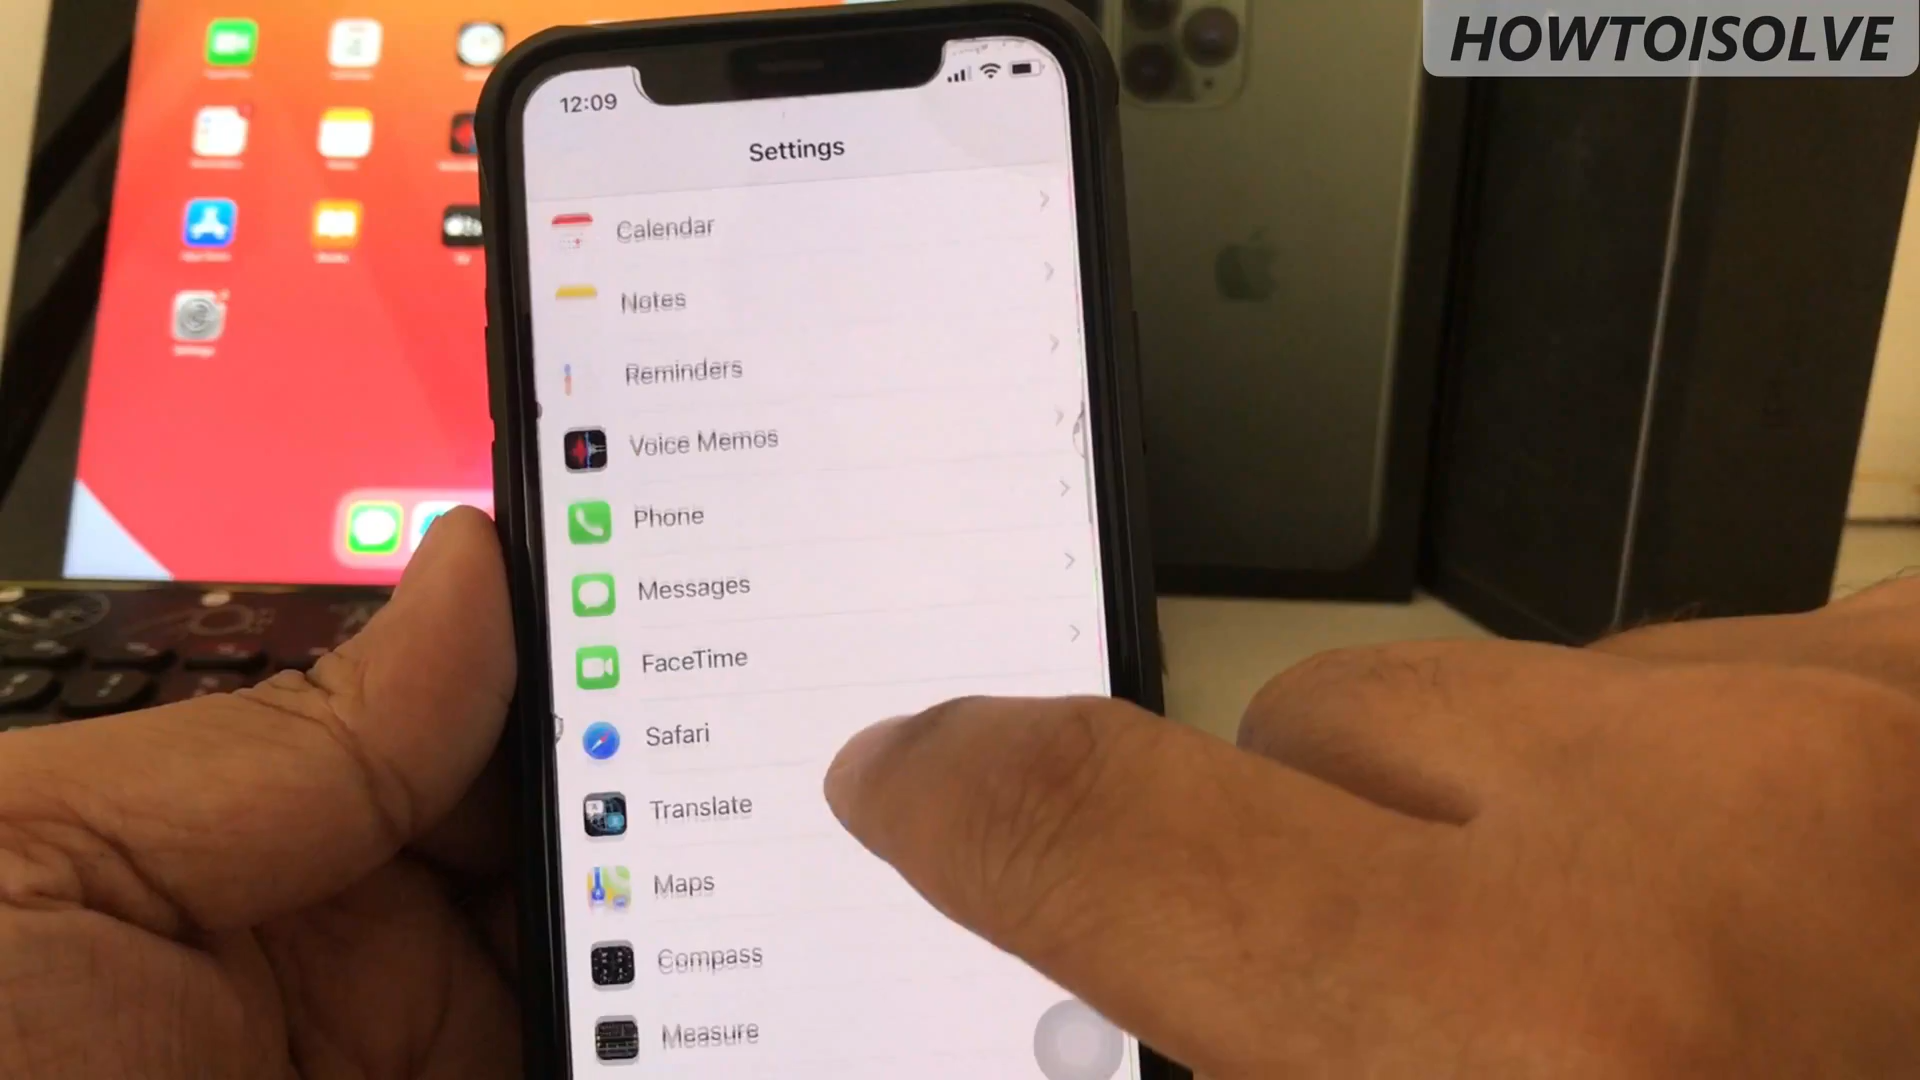 HOWTOISOLVE
12:09
Settings
Calendar
Notes
Reminders
Voice Memos
Phone
Messages
FaceTime
Safari
Translate
Maps
Compass
Measure